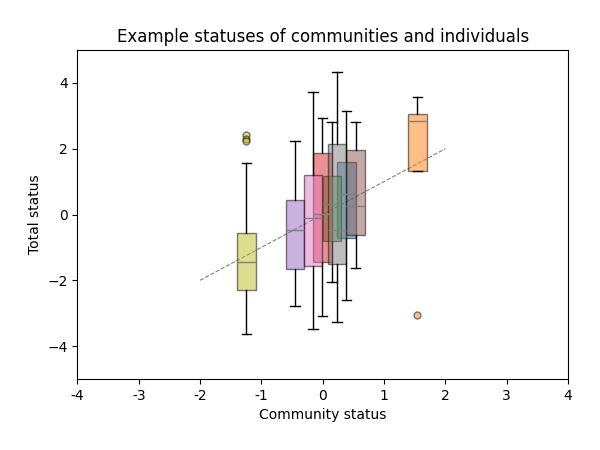 Example statuses of communities and individuals
4
2
0
−2
−4
Total status
-4 -3 -2 -1 0 1 2 3 4
Community status